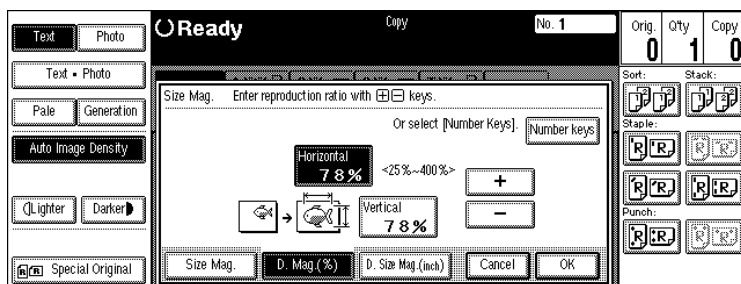 Text
Photo
Text • Photo
Pale
Generation
Auto Image Density
Lighter
Darker
Special Original
Ready
Copy
No. 1
Size Mag.
Enter reproduction ratio with ⊞⊟ keys.
Or select [Number Keys].
Number keys
Horizontal
78%
<25%~400%>
+
−
Vertical
78%
Size Mag.
D. Mag.(%)
D. Size Mag.(inch)
Cancel
OK
Orig.
Q'ty
Copy
0
1
0
Sort:
Stack:
Staple:
Punch: